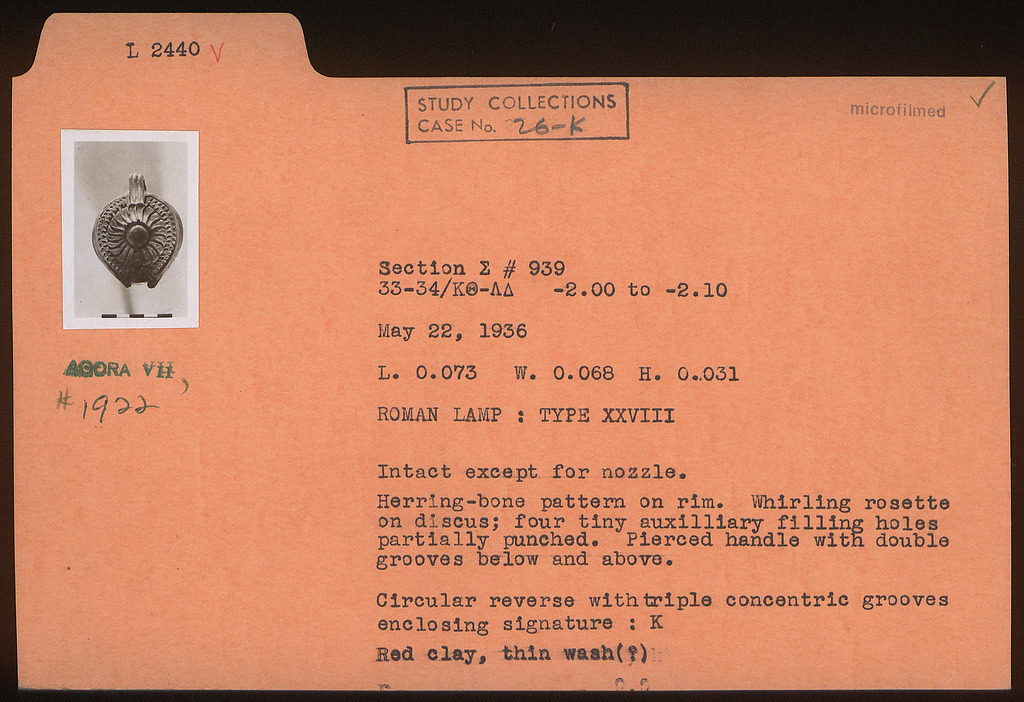 L 2440 √
STUDY COLLECTIONS
CASE No. 26-K
microfilmed ✓
AGORA VII,
# 1922
Section Σ # 939
33-34/ΚΘ-ΛΔ -2.00 to -2.10
May 22, 1936
L. 0.073 W. 0.068 H. 0.031
ROMAN LAMP : TYPE XXVIII
Intact except for nozzle.
Herring-bone pattern on rim. Whirling rosette
on discus; four tiny auxilliary filling holes
partially punched. Pierced handle with double
grooves below and above.
Circular reverse with triple concentric grooves
enclosing signature : K
Red clay, thin wash(?)